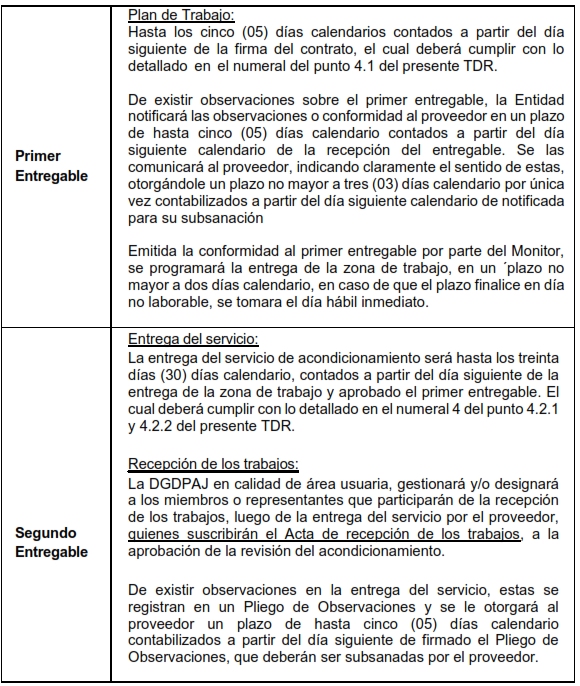 Plan de Trabajo:
Hasta los cinco (05) días calendarios contados a partir del día
siguiente de la firma del contrato, el cual deberá cumplir con lo
detallado en el numeral del punto 4.1 del presente TDR.
De existir observaciones sobre el primer entregable, la Entidad
notificará las observaciones o conformidad al proveedor en un plazo
de hasta cinco (05) días calendario contados a partir del día
siguiente calendario de la recepción del entregable. Se las
comunicará al proveedor, indicando claramente el sentido de estas,
otorgándole un plazo no mayor a tres (03) días calendario por única
vez contabilizados a partir del día siguiente calendario de notificada
para su subsanación
Primer
Entregable
Emitida la conformidad al primer entregable por parte del Monitor,
se programará la entrega de la zona de trabajo, en un ´plazo no
mayor a dos días calendario, en caso de que el plazo finalice en día
no laborable, se tomara el día hábil inmediato.
Entrega del servicio:
La entrega del servicio de acondicionamiento será hasta los treinta
días (30) días calendario, contados a partir del día siguiente de la
entrega de la zona de trabajo y aprobado el primer entregable. El
cual deberá cumplir con lo detallado en el numeral 4 del punto 4.2.1
y 4.2.2 del presente TDR.
Recepción de los trabajos:
La DGDPAJ en calidad de área usuaria, gestionará y/o designará
a los miembros o representantes que participarán de la recepción
de los trabajos, luego de la entrega del servicio por el proveedor,
quienes suscribirán el Acta de recepción de los trabajos, a la
aprobación de la revisión del acondicionamiento.
Segundo
Entregable
De existir observaciones en la entrega del servicio, estas se
registran en un Pliego de Observaciones y se le otorgará al
proveedor un plazo de hasta cinco (05) días calendario
contabilizados a partir del día siguiente de firmado el Pliego de
Observaciones, que deberán ser subsanadas por el proveedor.